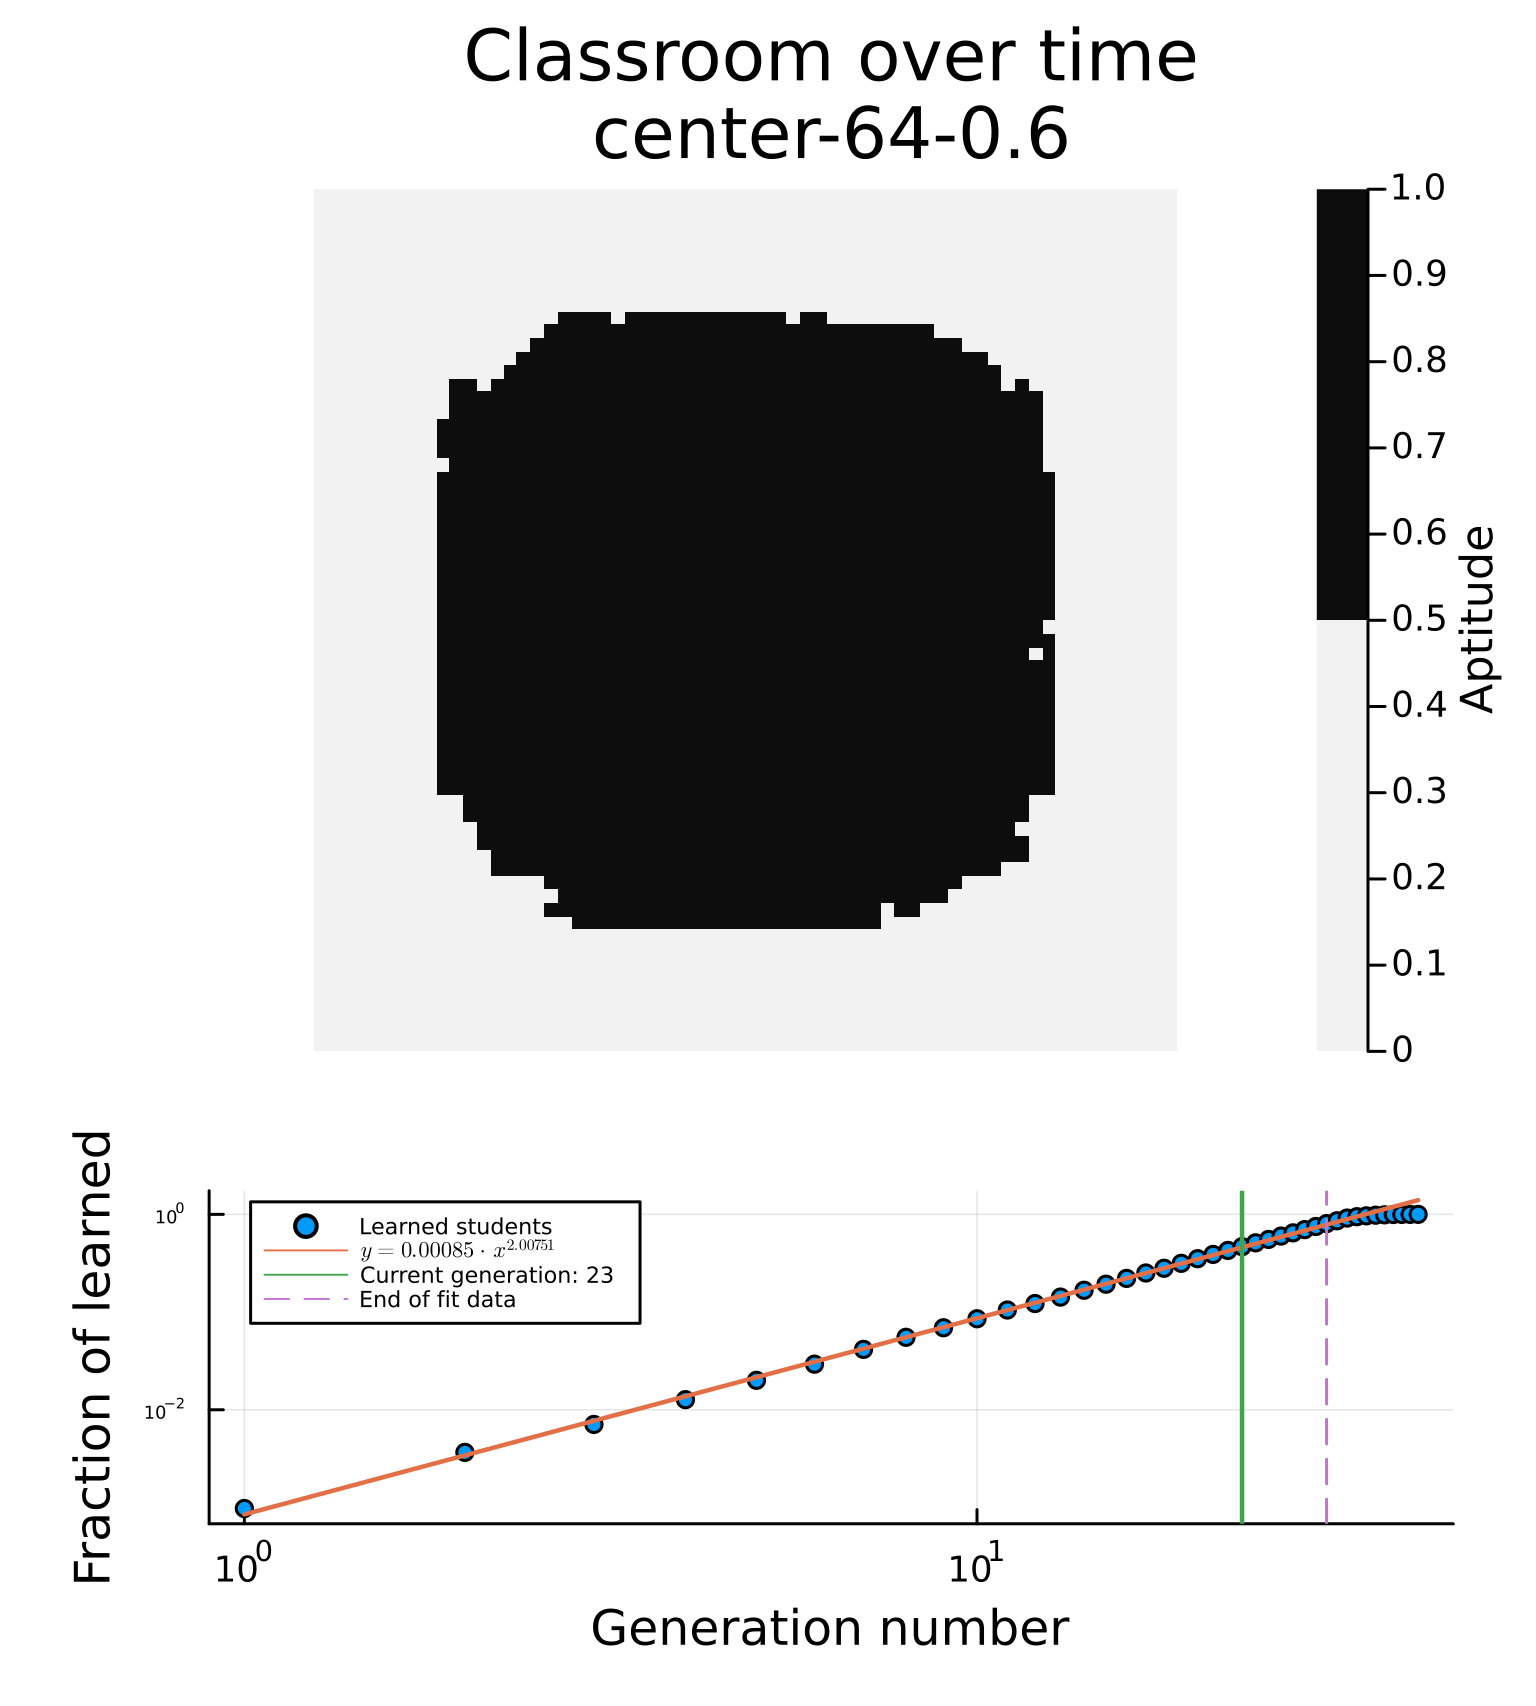 Classroom over time
center-64-0.6
1.0
0.9
0.8
0.7
0.6
0.5
0.4
0.3
0.2
0.1
0
Aptitude
Fraction of learned
10^0
10^−2
Learned students
y = 0.00085 · x^2.00751
Current generation: 23
End of fit data
10^0
10^1
Generation number